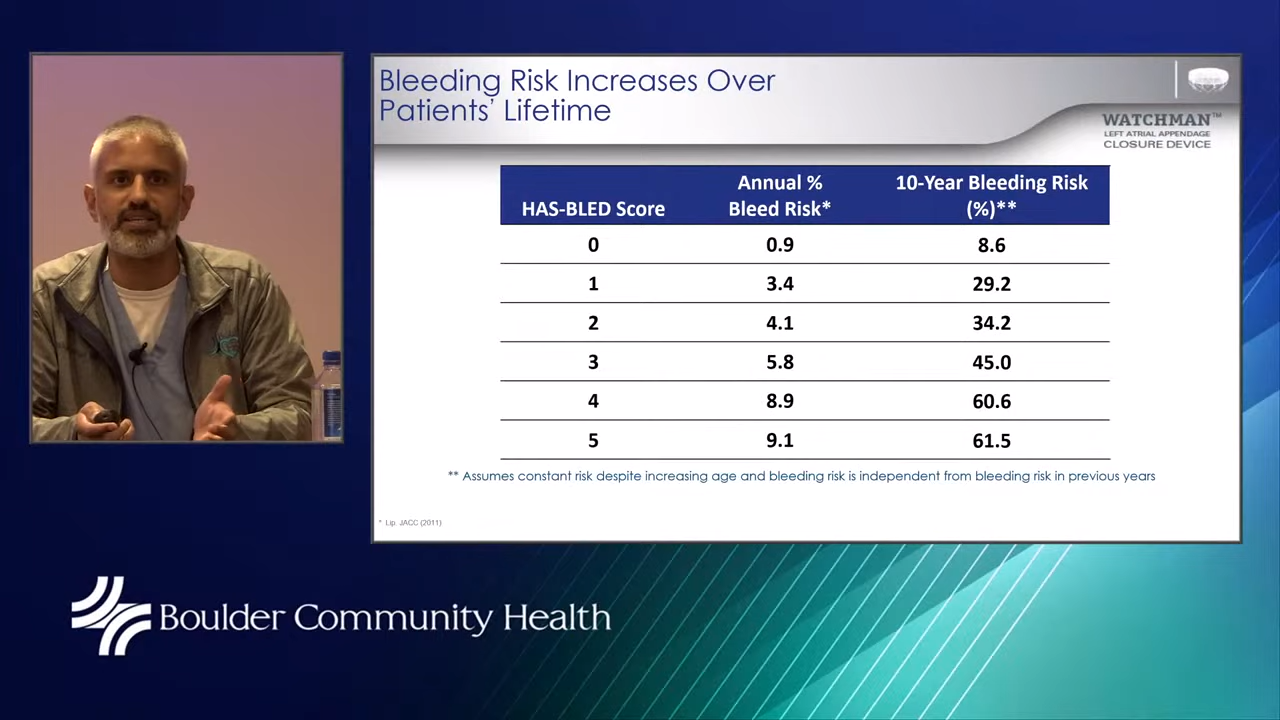 Bleeding Risk Increases Over
Patients' Lifetime
WATCHMAN™
LEFT ATRIAL APPENDAGE
CLOSURE DEVICE
HAS-BLED Score Annual % Bleed Risk* 10-Year Bleeding Risk (%)**
0 0.9 8.6
1 3.4 29.2
2 4.1 34.2
3 5.8 45.0
4 8.9 60.6
5 9.1 61.5
** Assumes constant risk despite increasing age and bleeding risk is independent from bleeding risk in previous years
* Lip. JACC (2011)
Boulder Community Health